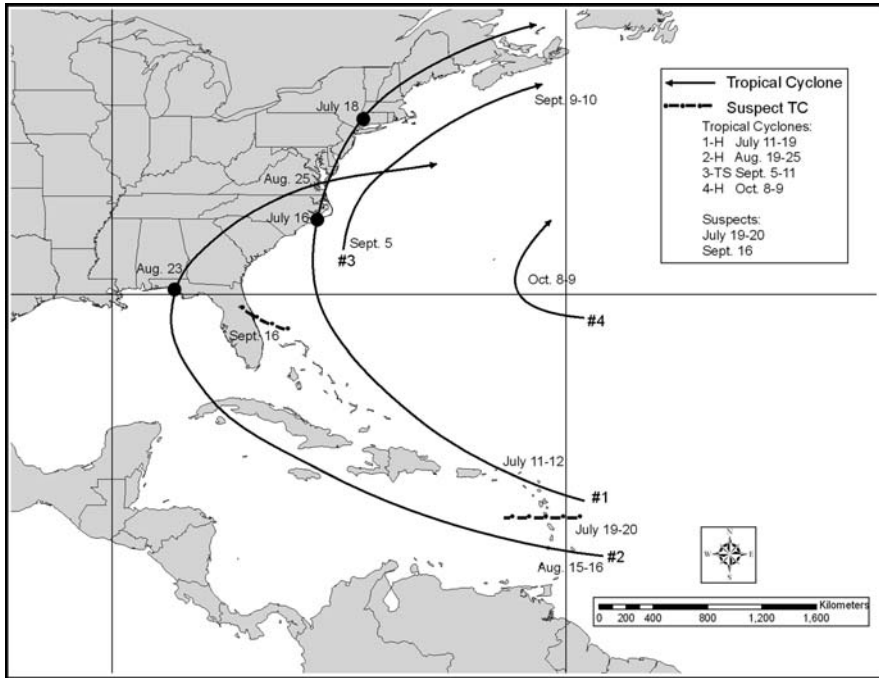 July 18
Sept. 9-10
Tropical Cyclone
Suspect TC
Tropical Cyclones:
1-H July 11-19
2-H Aug. 19-25
3-TS Sept. 5-11
4-H Oct. 8-9
Suspects:
July 19-20
Sept. 16
Aug. 25
July 16
Sept. 5
#3
Aug. 23
Oct. 8-9
#4
Sept. 16
July 11-12
#1
July 19-20
#2
Aug. 15-16
N
W E
S
Kilometers
0 200 400 800 1,200 1,600